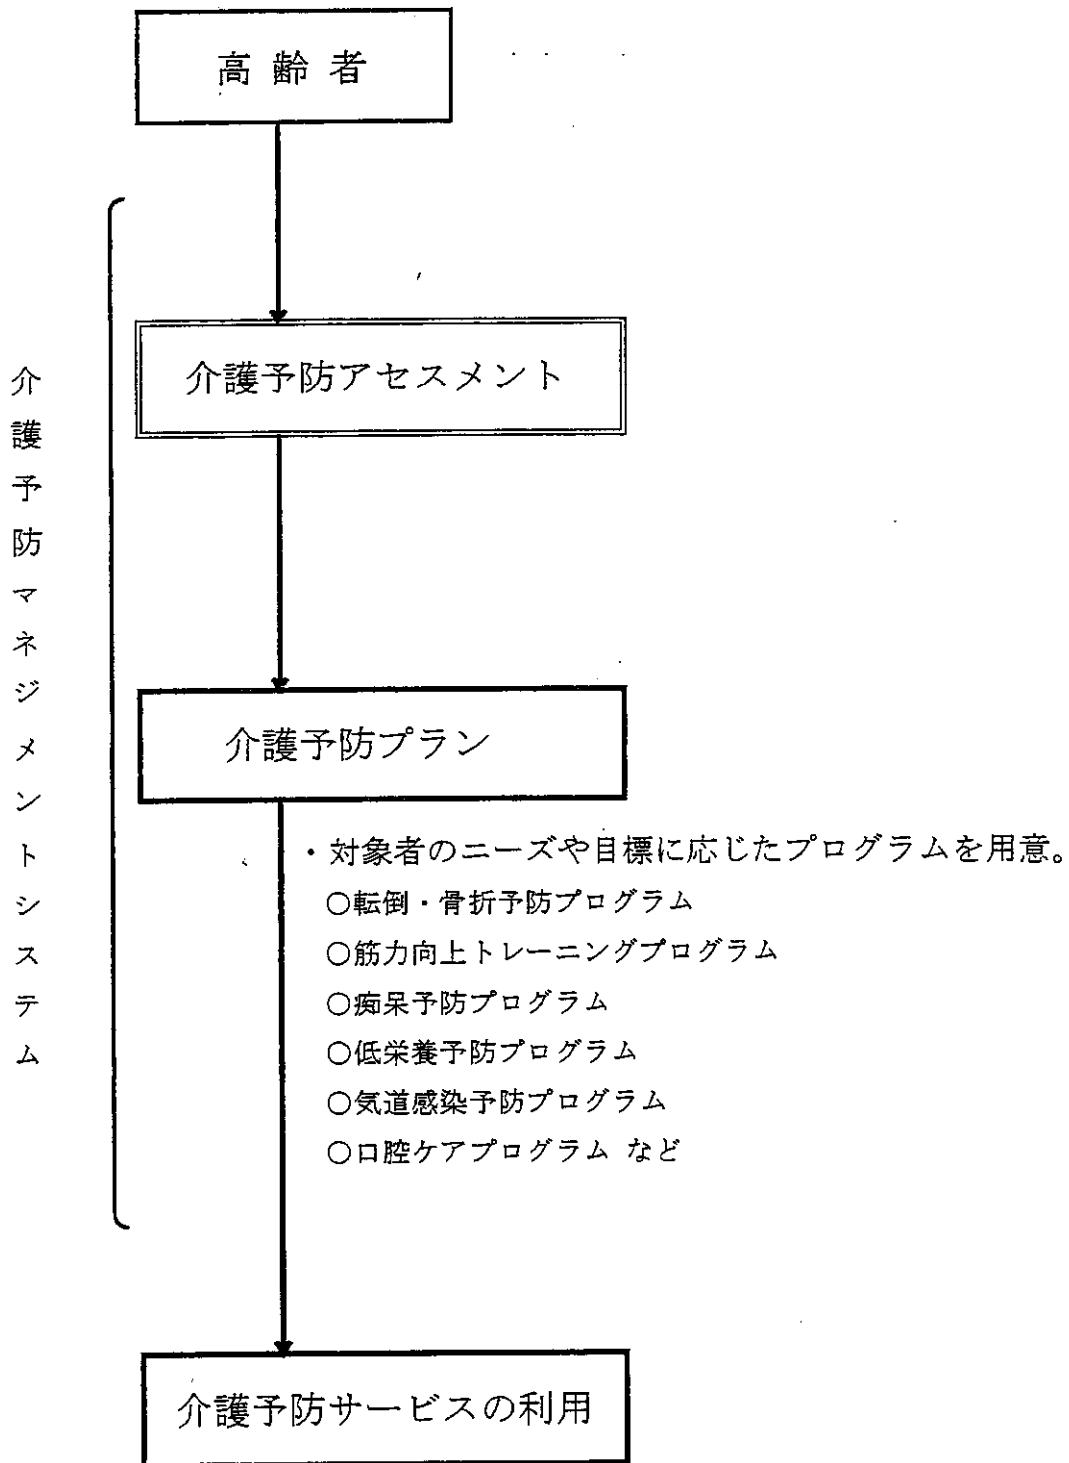 高齢者
介護予防マネジメントシステム
介護予防アセスメント
介護予防プラン
・対象者のニーズや目標に応じたプログラムを用意。
○転倒・骨折予防プログラム
○筋力向上トレーニングプログラム
○痴呆予防プログラム
○低栄養予防プログラム
○気道感染予防プログラム
○口腔ケアプログラム など
介護予防サービスの利用